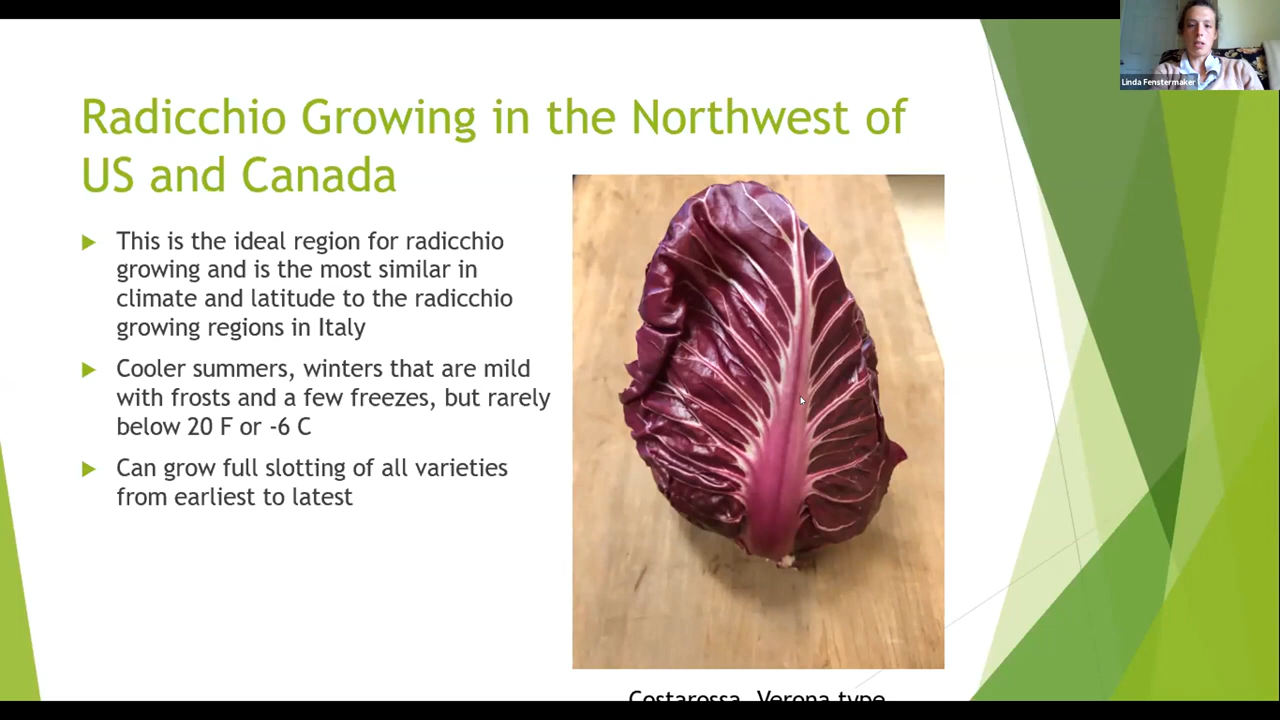 Linda Fenstermaker
Radicchio Growing in the Northwest of
US and Canada
This is the ideal region for radicchio
growing and is the most similar in
climate and latitude to the radicchio
growing regions in Italy
Cooler summers, winters that are mild
with frosts and a few freezes, but rarely
below 20 F or -6 C
Can grow full slotting of all varieties
from earliest to latest
Costarossa, Verona type